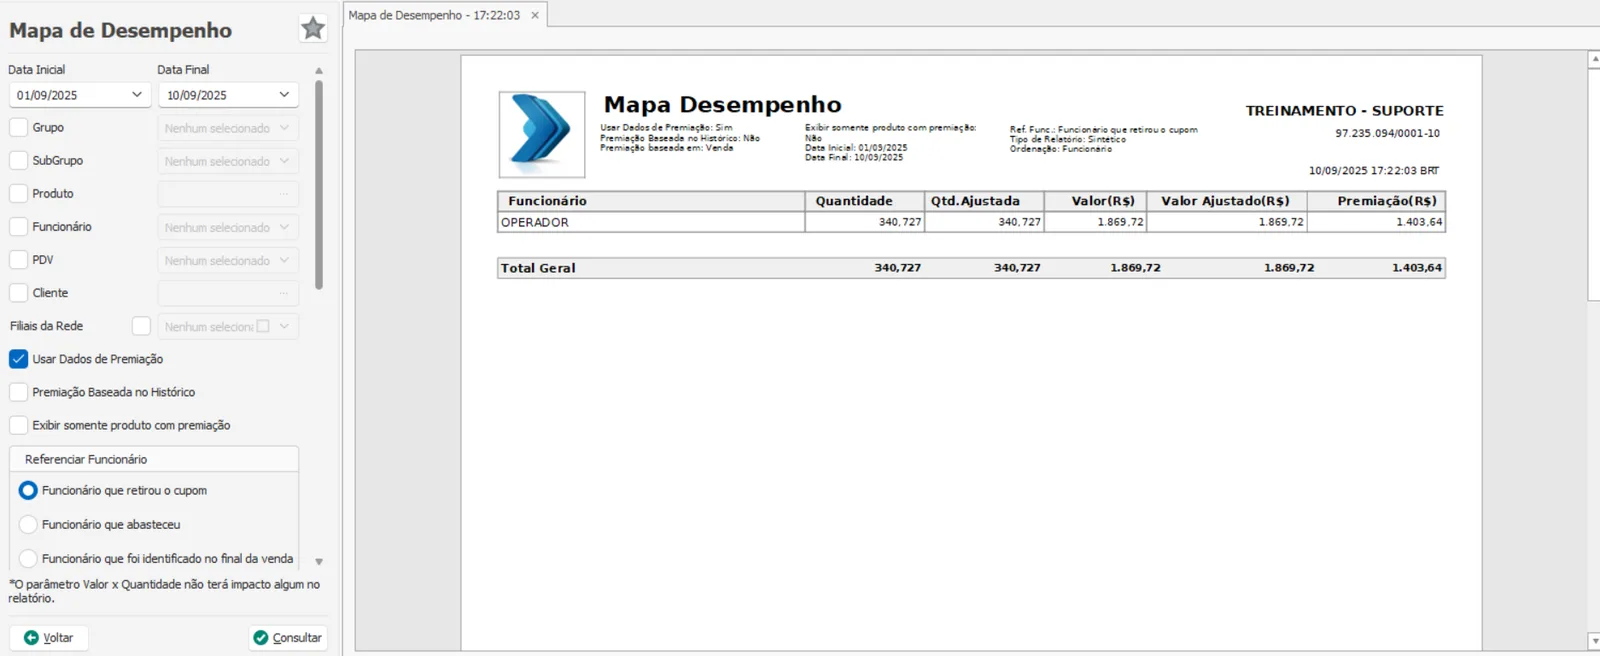 Mapa de Desempenho
Data Inicial Data Final
01/09/2025 10/09/2025
Grupo Nenhum selecionado
SubGrupo Nenhum selecionado
Produto ...
Funcionário Nenhum selecionado
PDV Nenhum selecionado
Cliente ...
Filiais da Rede Nenhum selecion
Usar Dados de Premiação
Premiação Baseada no Histórico
Exibir somente produto com premiação
Referenciar Funcionário
Funcionário que retirou o cupom
Funcionário que abasteceu
Funcionário que foi identificado no final da venda
*O parâmetro Valor x Quantidade não terá impacto algum no
relatório.
Voltar Consultar
Mapa de Desempenho - 17:22:03 ×
Mapa Desempenho
Usar Dados de Premiação: Sim
Premiação Baseada no Histórico: Não
Premiação baseada em: Venda
Exibir somente produto com premiação:
Não
Data Inicial: 01/09/2025
Data Final: 10/09/2025
Ref. Func.: Funcionário que retirou o cupom
Tipo de Relatório: Sintético
Ordenação: Funcionário
TREINAMENTO - SUPORTE
97.235.094/0001-10
10/09/2025 17:22:03 BRT
Funcionário Quantidade Qtd.Ajustada Valor(R$) Valor Ajustado(R$) Premiação(R$)
OPERADOR 340,727 340,727 1.869,72 1.869,72 1.403,64
Total Geral 340,727 340,727 1.869,72 1.869,72 1.403,64